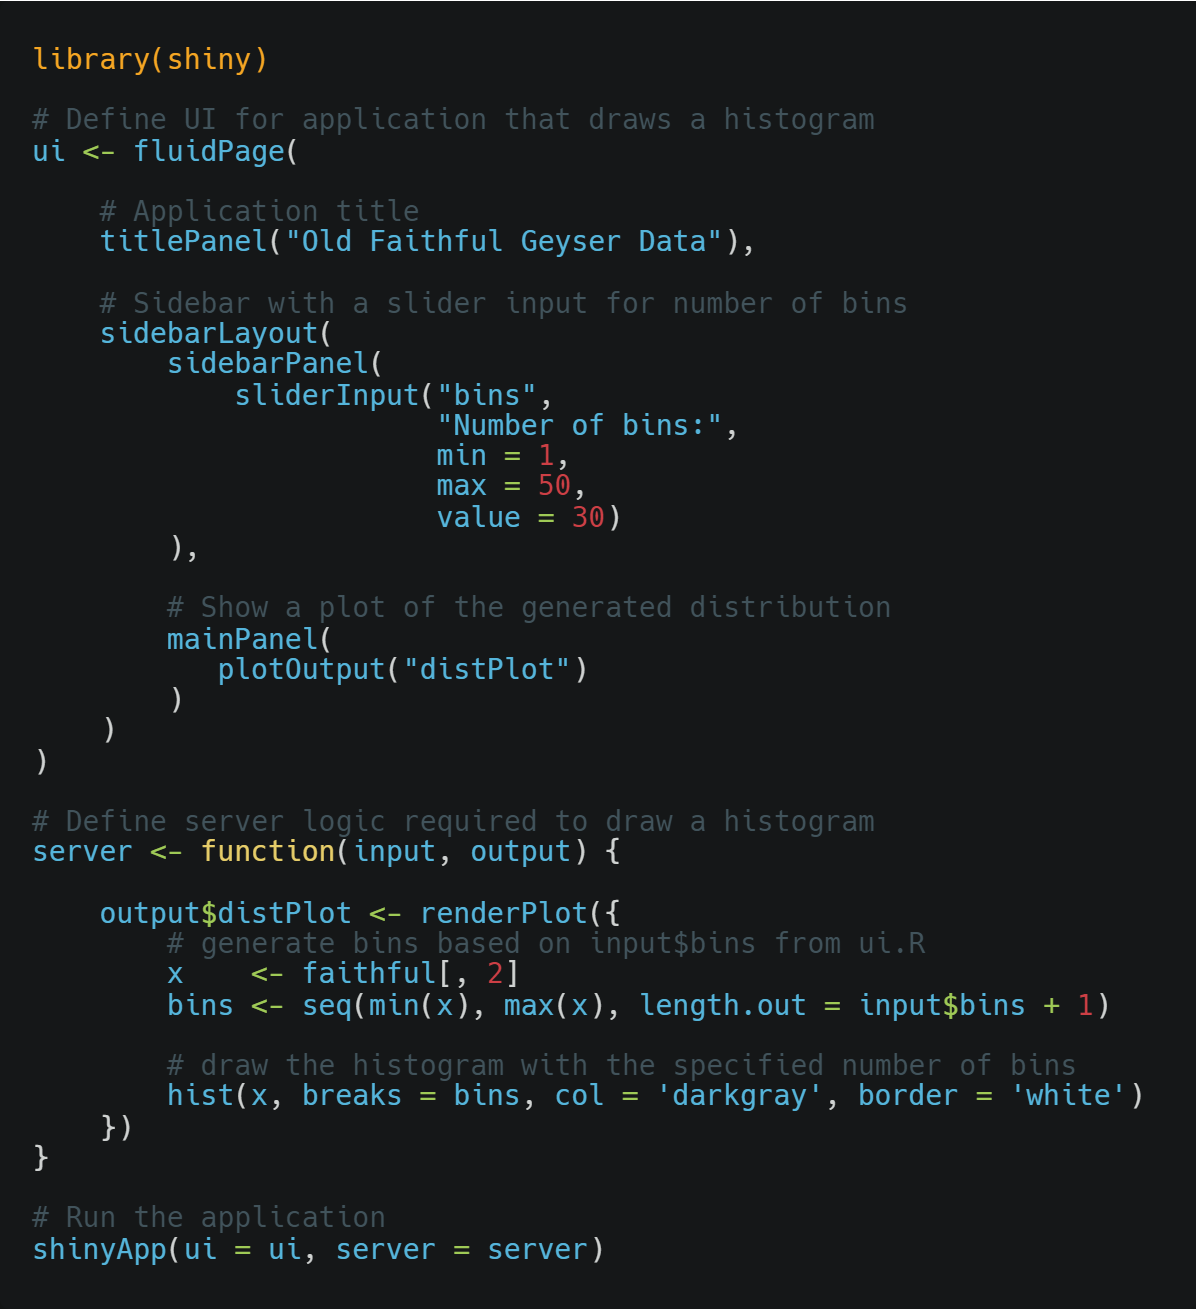 library(shiny)

# Define UI for application that draws a histogram
ui <- fluidPage(

    # Application title
    titlePanel("Old Faithful Geyser Data"),

    # Sidebar with a slider input for number of bins
    sidebarLayout(
        sidebarPanel(
            sliderInput("bins",
                        "Number of bins:",
                        min = 1,
                        max = 50,
                        value = 30)
        ),

        # Show a plot of the generated distribution
        mainPanel(
           plotOutput("distPlot")
        )
    )
)

# Define server logic required to draw a histogram
server <- function(input, output) {

    output$distPlot <- renderPlot({
        # generate bins based on input$bins from ui.R
        x    <- faithful[, 2]
        bins <- seq(min(x), max(x), length.out = input$bins + 1)

        # draw the histogram with the specified number of bins
        hist(x, breaks = bins, col = 'darkgray', border = 'white')
    })
}

# Run the application
shinyApp(ui = ui, server = server)